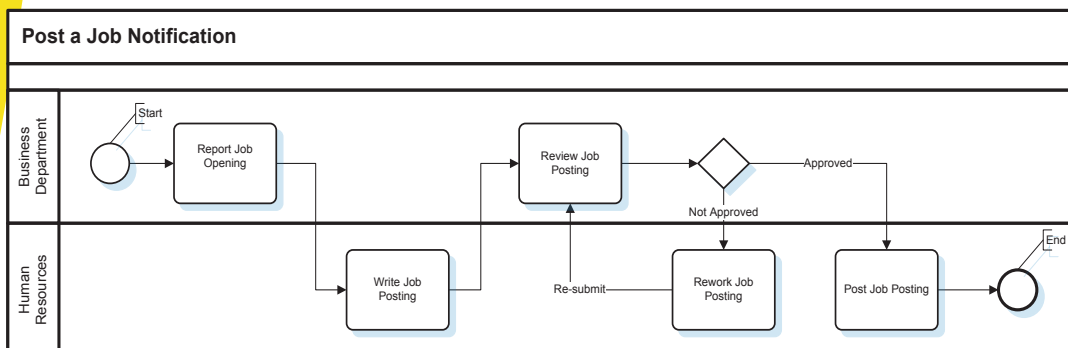 Post a Job Notification
Business
Department
Start
Report Job
Opening
Review Job
Posting
Approved
Not Approved
Human
Resources
Write Job
Posting
Re-submit
Rework Job
Posting
Post Job Posting
End